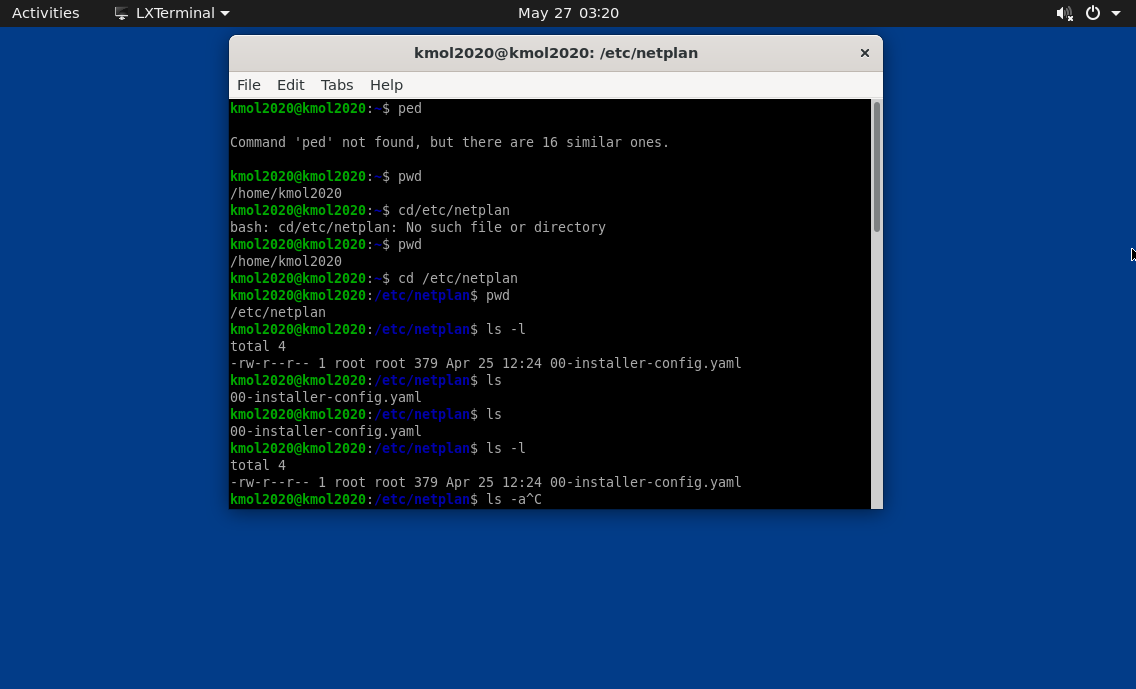 Activities LXTerminal May 27 03:20
kmol2020@kmol2020: /etc/netplan ×
File Edit Tabs Help
kmol2020@kmol2020:~$ ped
Command 'ped' not found, but there are 16 similar ones.
kmol2020@kmol2020:~$ pwd
/home/kmol2020
kmol2020@kmol2020:~$ cd/etc/netplan
bash: cd/etc/netplan: No such file or directory
kmol2020@kmol2020:~$ pwd
/home/kmol2020
kmol2020@kmol2020:~$ cd /etc/netplan
kmol2020@kmol2020:/etc/netplan$ pwd
/etc/netplan
kmol2020@kmol2020:/etc/netplan$ ls -l
total 4
-rw-r--r-- 1 root root 379 Apr 25 12:24 00-installer-config.yaml
kmol2020@kmol2020:/etc/netplan$ ls
00-installer-config.yaml
kmol2020@kmol2020:/etc/netplan$ ls
00-installer-config.yaml
kmol2020@kmol2020:/etc/netplan$ ls -l
total 4
-rw-r--r-- 1 root root 379 Apr 25 12:24 00-installer-config.yaml
kmol2020@kmol2020:/etc/netplan$ ls -a^C